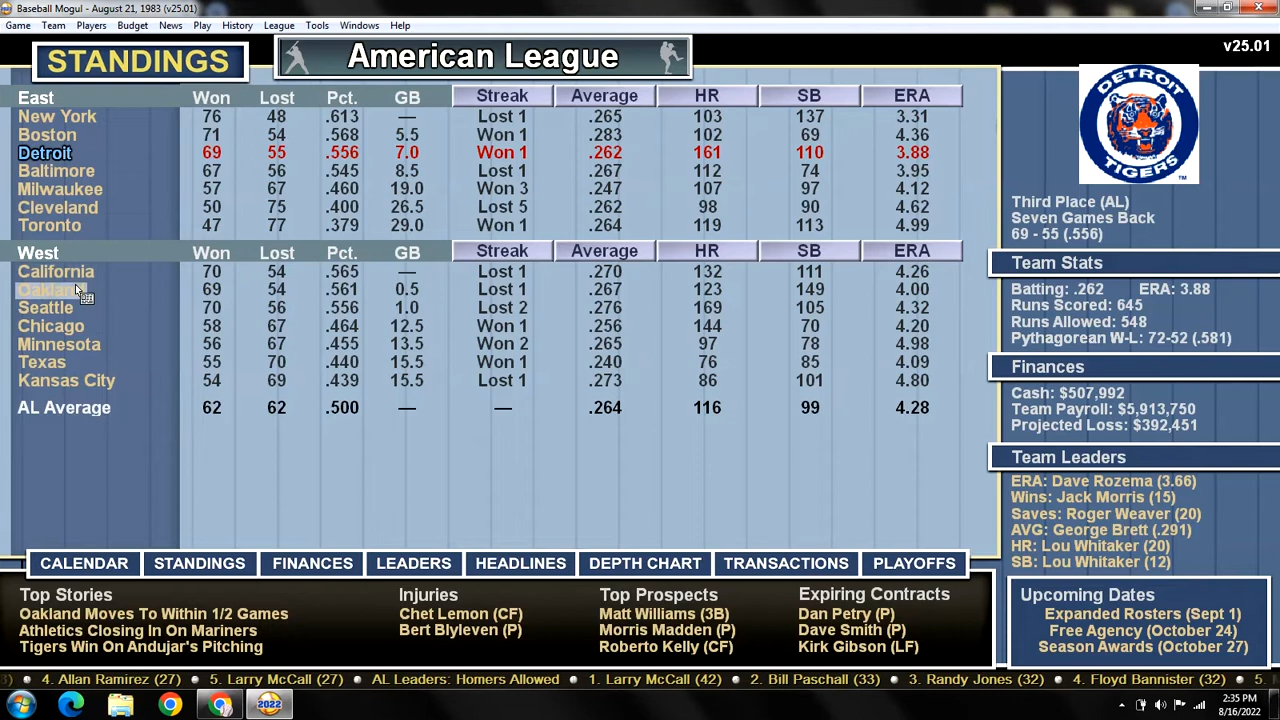 Baseball Mogul - August 21, 1983 (v25.01)
Game Team Players Budget News Play History League Tools Windows Help
STANDINGS American League v25.01
East Won Lost Pct. GB Streak Average HR SB ERA
New York 76 48 .613 — Lost 1 .265 103 137 3.31
Boston 71 54 .568 5.5 Won 1 .283 102 69 4.36
Detroit 69 55 .556 7.0 Won 1 .262 161 110 3.88
Baltimore 67 56 .545 8.5 Lost 1 .267 112 74 3.95
Milwaukee 57 67 .460 19.0 Won 3 .247 107 97 4.12
Cleveland 50 75 .400 26.5 Lost 5 .262 98 90 4.62
Toronto 47 77 .379 29.0 Won 1 .264 119 113 4.99
West Won Lost Pct. GB Streak Average HR SB ERA
California 70 54 .565 — Lost 1 .270 132 111 4.26
Oakland 69 54 .561 0.5 Lost 1 .267 123 149 4.00
Seattle 70 56 .556 1.0 Lost 2 .276 169 105 4.32
Chicago 58 67 .464 12.5 Won 1 .256 144 70 4.20
Minnesota 56 67 .455 13.5 Won 2 .265 97 78 4.98
Texas 55 70 .440 15.5 Won 1 .240 76 85 4.09
Kansas City 54 69 .439 15.5 Lost 1 .273 86 101 4.80
AL Average 62 62 .500 — — .264 116 99 4.28
DETROIT
TIGERS
TM
Third Place (AL)
Seven Games Back
69 - 55 (.556)
Team Stats
Batting: .262 ERA: 3.88
Runs Scored: 645
Runs Allowed: 548
Pythagorean W-L: 72-52 (.581)
Finances
Cash: $507,992
Team Payroll: $5,913,750
Projected Loss: $392,451
Team Leaders
ERA: Dave Rozema (3.66)
Wins: Jack Morris (15)
Saves: Roger Weaver (20)
AVG: George Brett (.291)
HR: Lou Whitaker (20)
SB: Lou Whitaker (12)
CALENDAR STANDINGS FINANCES LEADERS HEADLINES DEPTH CHART TRANSACTIONS PLAYOFFS
Top Stories
Oakland Moves To Within 1/2 Games
Athletics Closing In On Mariners
Tigers Win On Andujar's Pitching
Injuries
Chet Lemon (CF)
Bert Blyleven (P)
Top Prospects
Matt Williams (3B)
Morris Madden (P)
Roberto Kelly (CF)
Expiring Contracts
Dan Petry (P)
Dave Smith (P)
Kirk Gibson (LF)
Upcoming Dates
Expanded Rosters (Sept 1)
Free Agency (October 24)
Season Awards (October 27)
) 4. Allan Ramirez (27) 5. Larry McCall (27) AL Leaders: Homers Allowed 1. Larry McCall (42) 2. Bill Paschall (33) 3. Randy Jones (32) 4. Floyd Bannister (32) 5.
2022
2:35 PM
8/16/2022